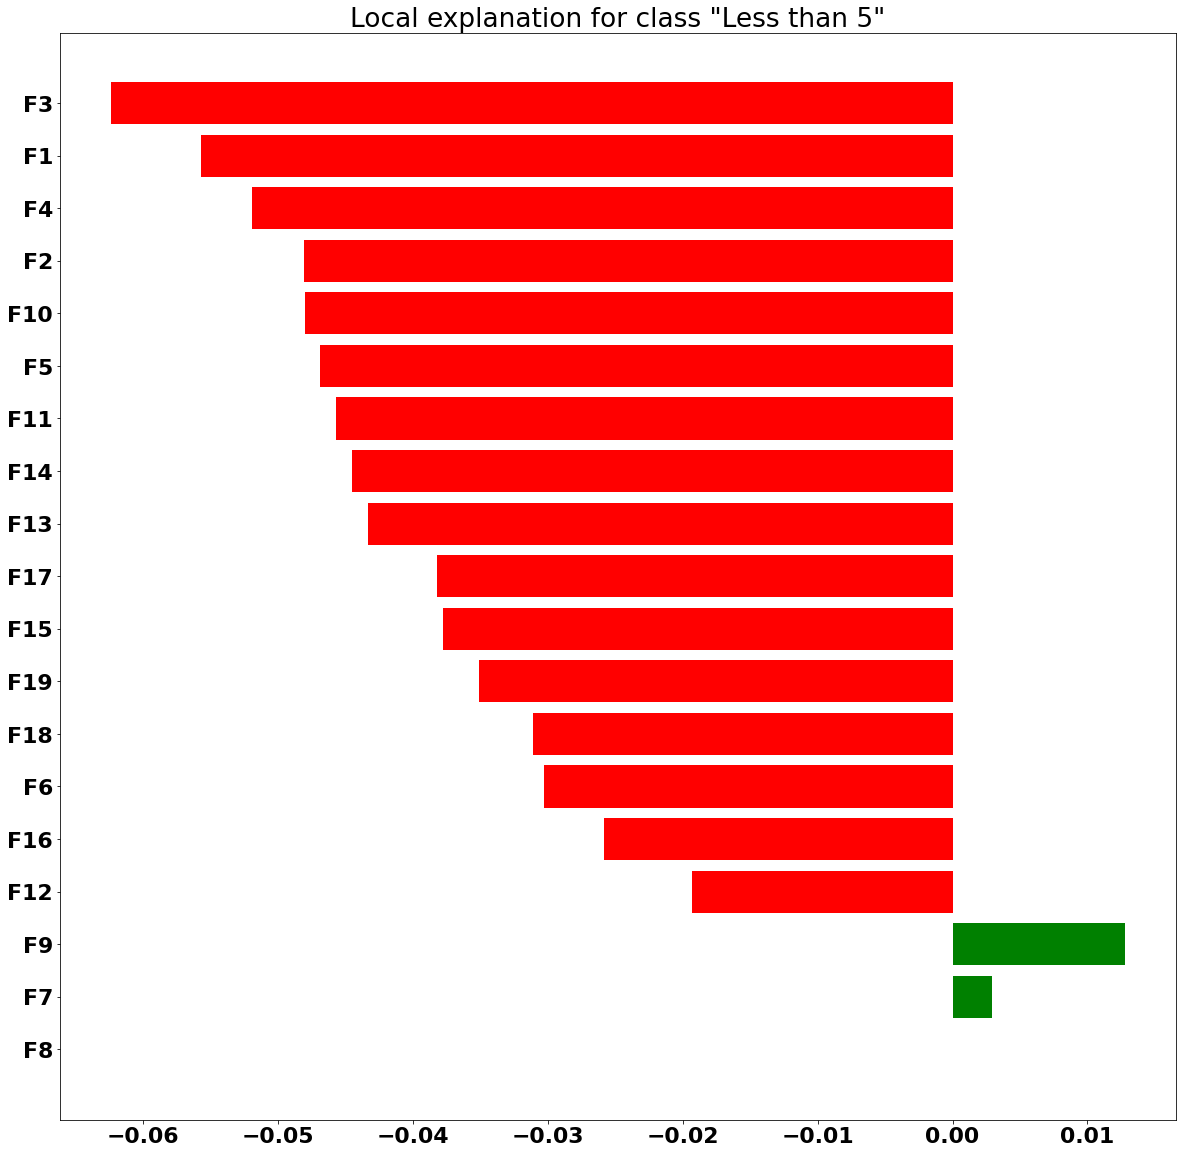 Local explanation for class "Less than 5"
F3
F1
F4
F2
F10
F5
F11
F14
F13
F17
F15
F19
F18
F6
F16
F12
F9
F7
F8
−0.06 −0.05 −0.04 −0.03 −0.02 −0.01 0.00 0.01